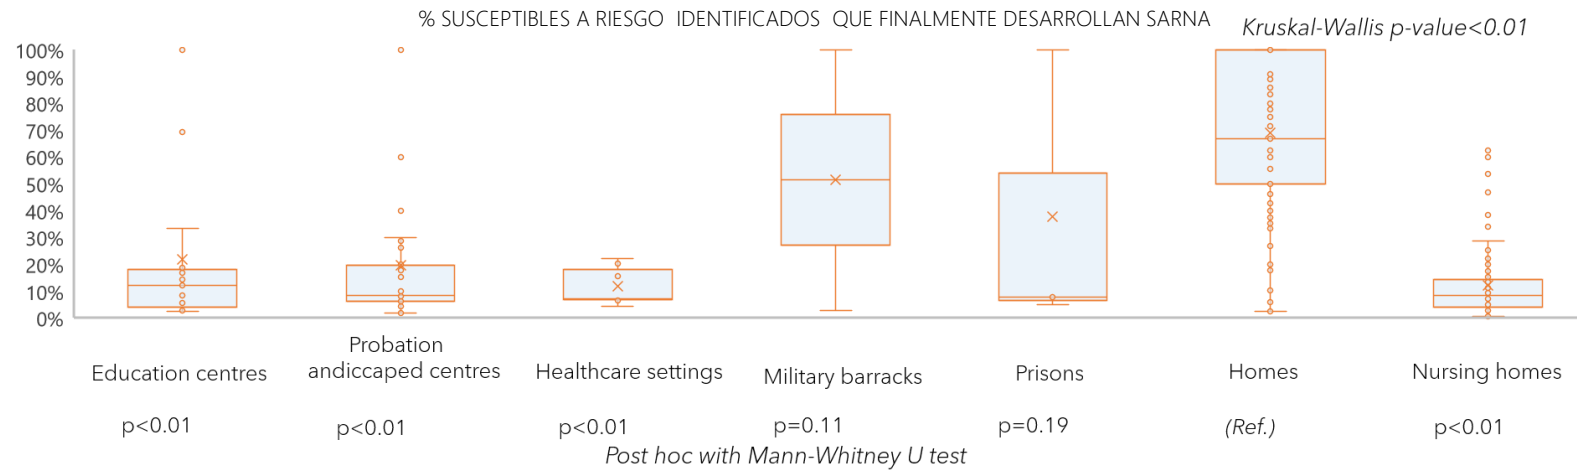 % SUSCEPTIBLES A RIESGO IDENTIFICADOS QUE FINALMENTE DESARROLLAN SARNA
Kruskal-Wallis p-value<0.01
100%
90%
80%
70%
60%
50%
40%
30%
20%
10%
0%
Education centres
Probation
andiccaped centres
Healthcare settings
Military barracks
Prisons
Homes
Nursing homes
p<0.01
p<0.01
p<0.01
p=0.11
p=0.19
(Ref.)
p<0.01
Post hoc with Mann-Whitney U test